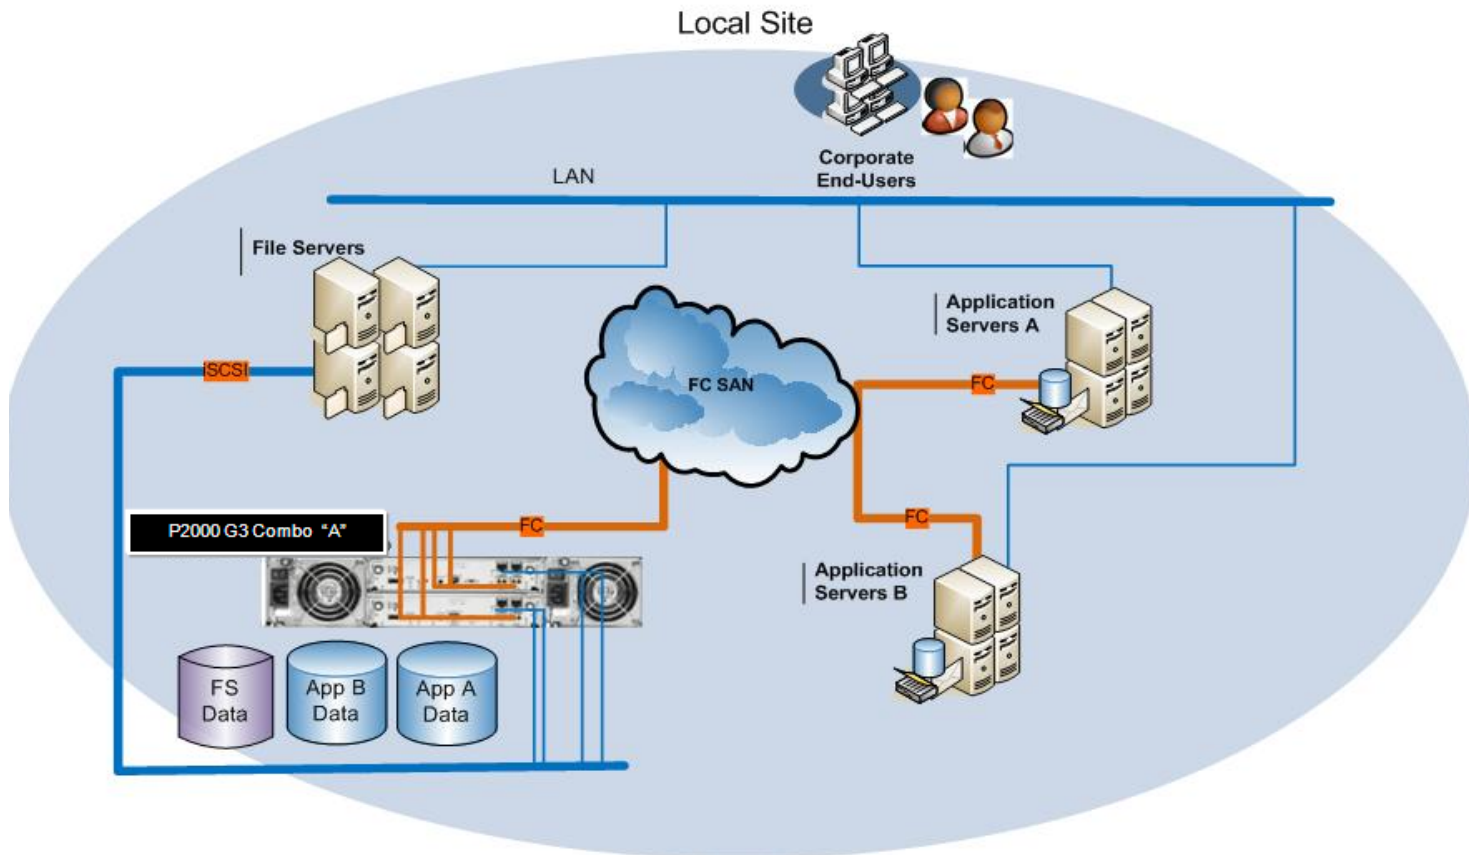 Local Site
Corporate
End-Users
LAN
File Servers
Application
Servers A
iSCSI
FC SAN
FC
P2000 G3 Combo “A”
FC
FC
Application
Servers B
FS
Data
App B
Data
App A
Data